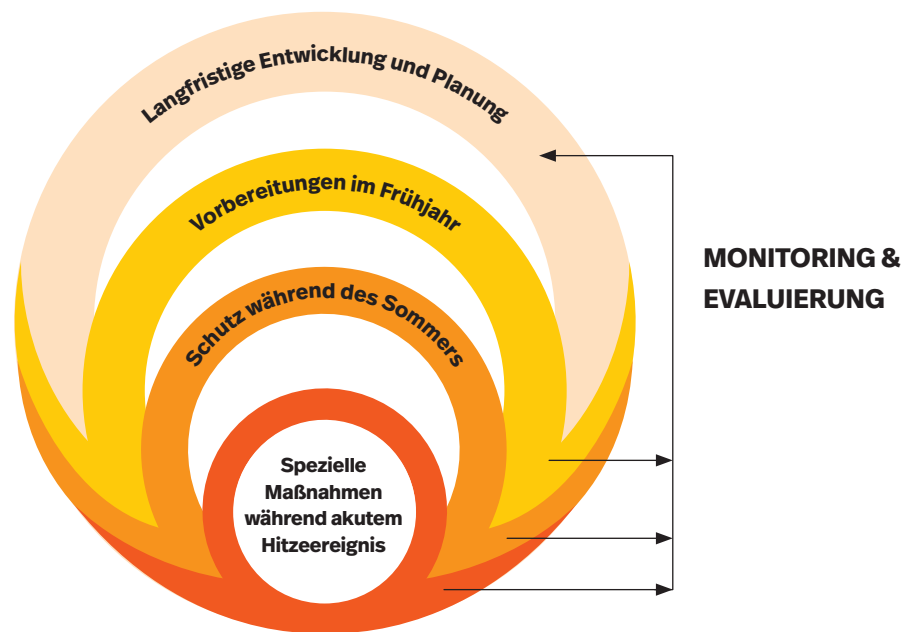 Langfristige Entwicklung und Planung
Vorbereitungen im Frühjahr
Schutz während des Sommers
Spezielle
Maßnahmen
während akutem
Hitzeereignis
MONITORING &
EVALUIERUNG